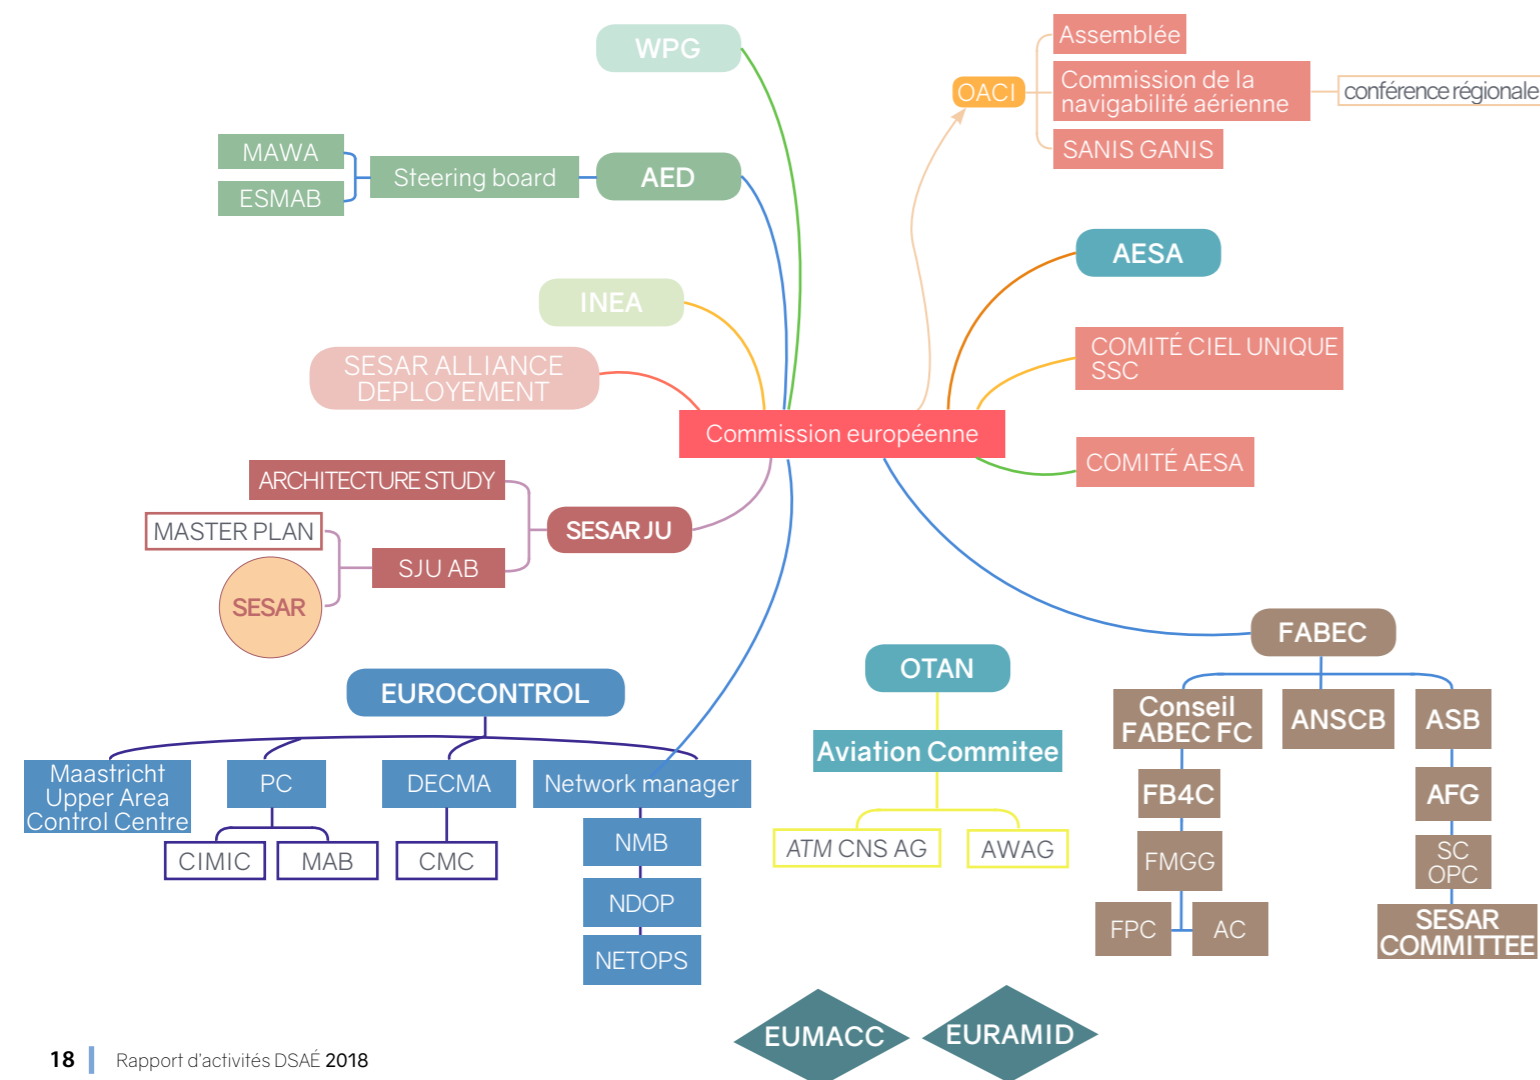 WPG
Assemblée
OACI
Commission de la
navigabilité aérienne
conférence régionale
SANIS GANIS
MAWA
ESMAB
Steering board
AED
AESA
INEA
SESAR ALLIANCE
DEPLOYEMENT
COMITÉ CIEL UNIQUE
SSC
Commission européenne
COMITÉ AESA
ARCHITECTURE STUDY
MASTER PLAN
SESAR JU
SJU AB
SESAR
FABEC
OTAN
EUROCONTROL
Conseil
FABEC FC
ANSCB
ASB
Aviation Commitee
Maastricht
Upper Area
Control Centre
PC
DECMA
Network manager
FB4C
AFG
CIMIC
MAB
CMC
NMB
ATM CNS AG
AWAG
FMGG
SC
OPC
NDOP
FPC
AC
SESAR
COMMITTEE
NETOPS
EUMACC
EURAMID
18 Rapport d'activités DSAÉ 2018